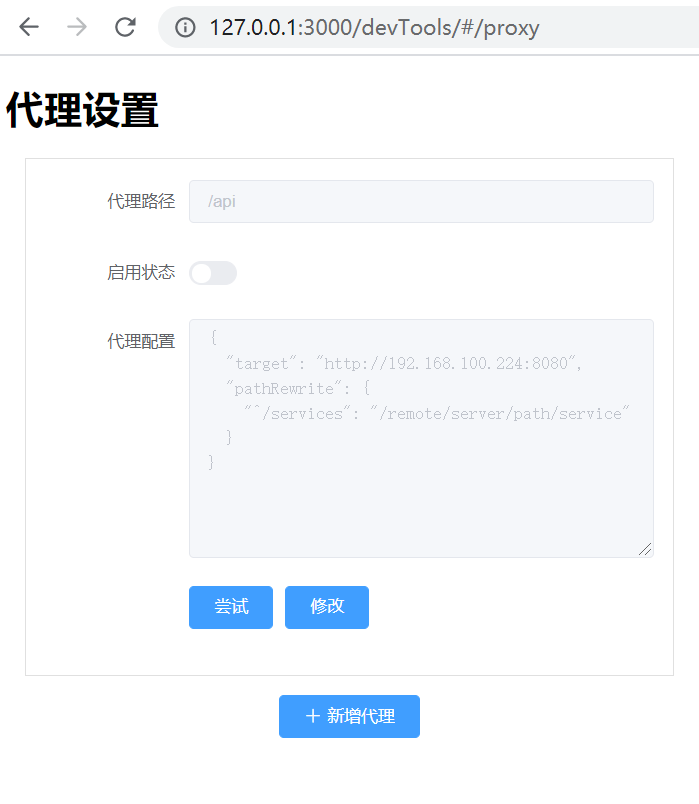 127.0.0.1:3000/devTools/#/proxy
代理设置
代理路径 /api
启用状态
代理配置
{
"target": "http://192.168.100.224:8080",
"pathRewrite": {
"^/services": "/remote/server/path/service"
}
}
尝试 修改
+ 新增代理